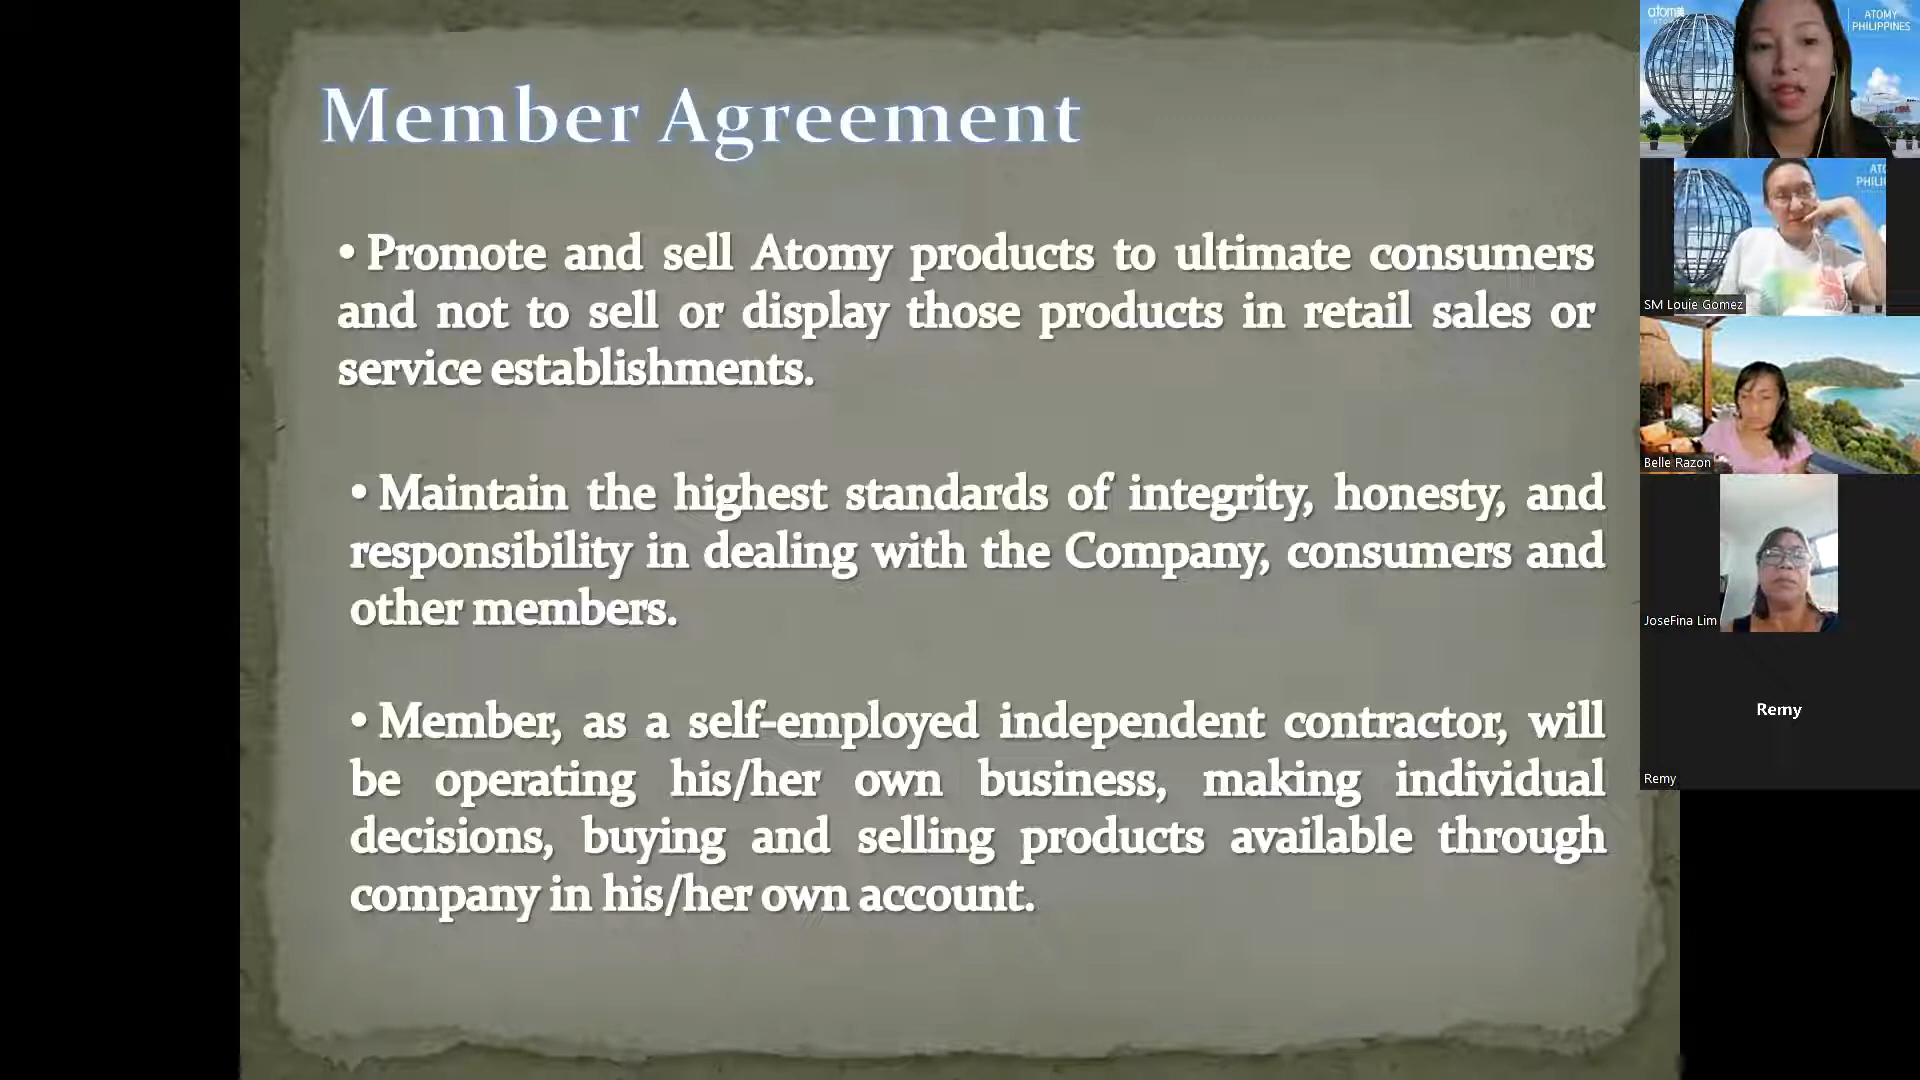 Member Agreement
• Promote and sell Atomy products to ultimate consumers
and not to sell or display those products in retail sales or
service establishments.
• Maintain the highest standards of integrity, honesty, and
responsibility in dealing with the Company, consumers and
other members.
• Member, as a self-employed independent contractor, will
be operating his/her own business, making individual
decisions, buying and selling products available through
company in his/her own account.
ATOMY
PHILIPPINES
SM Louie Gomez
Belle Razon
JoseFina Lim
Remy
Remy